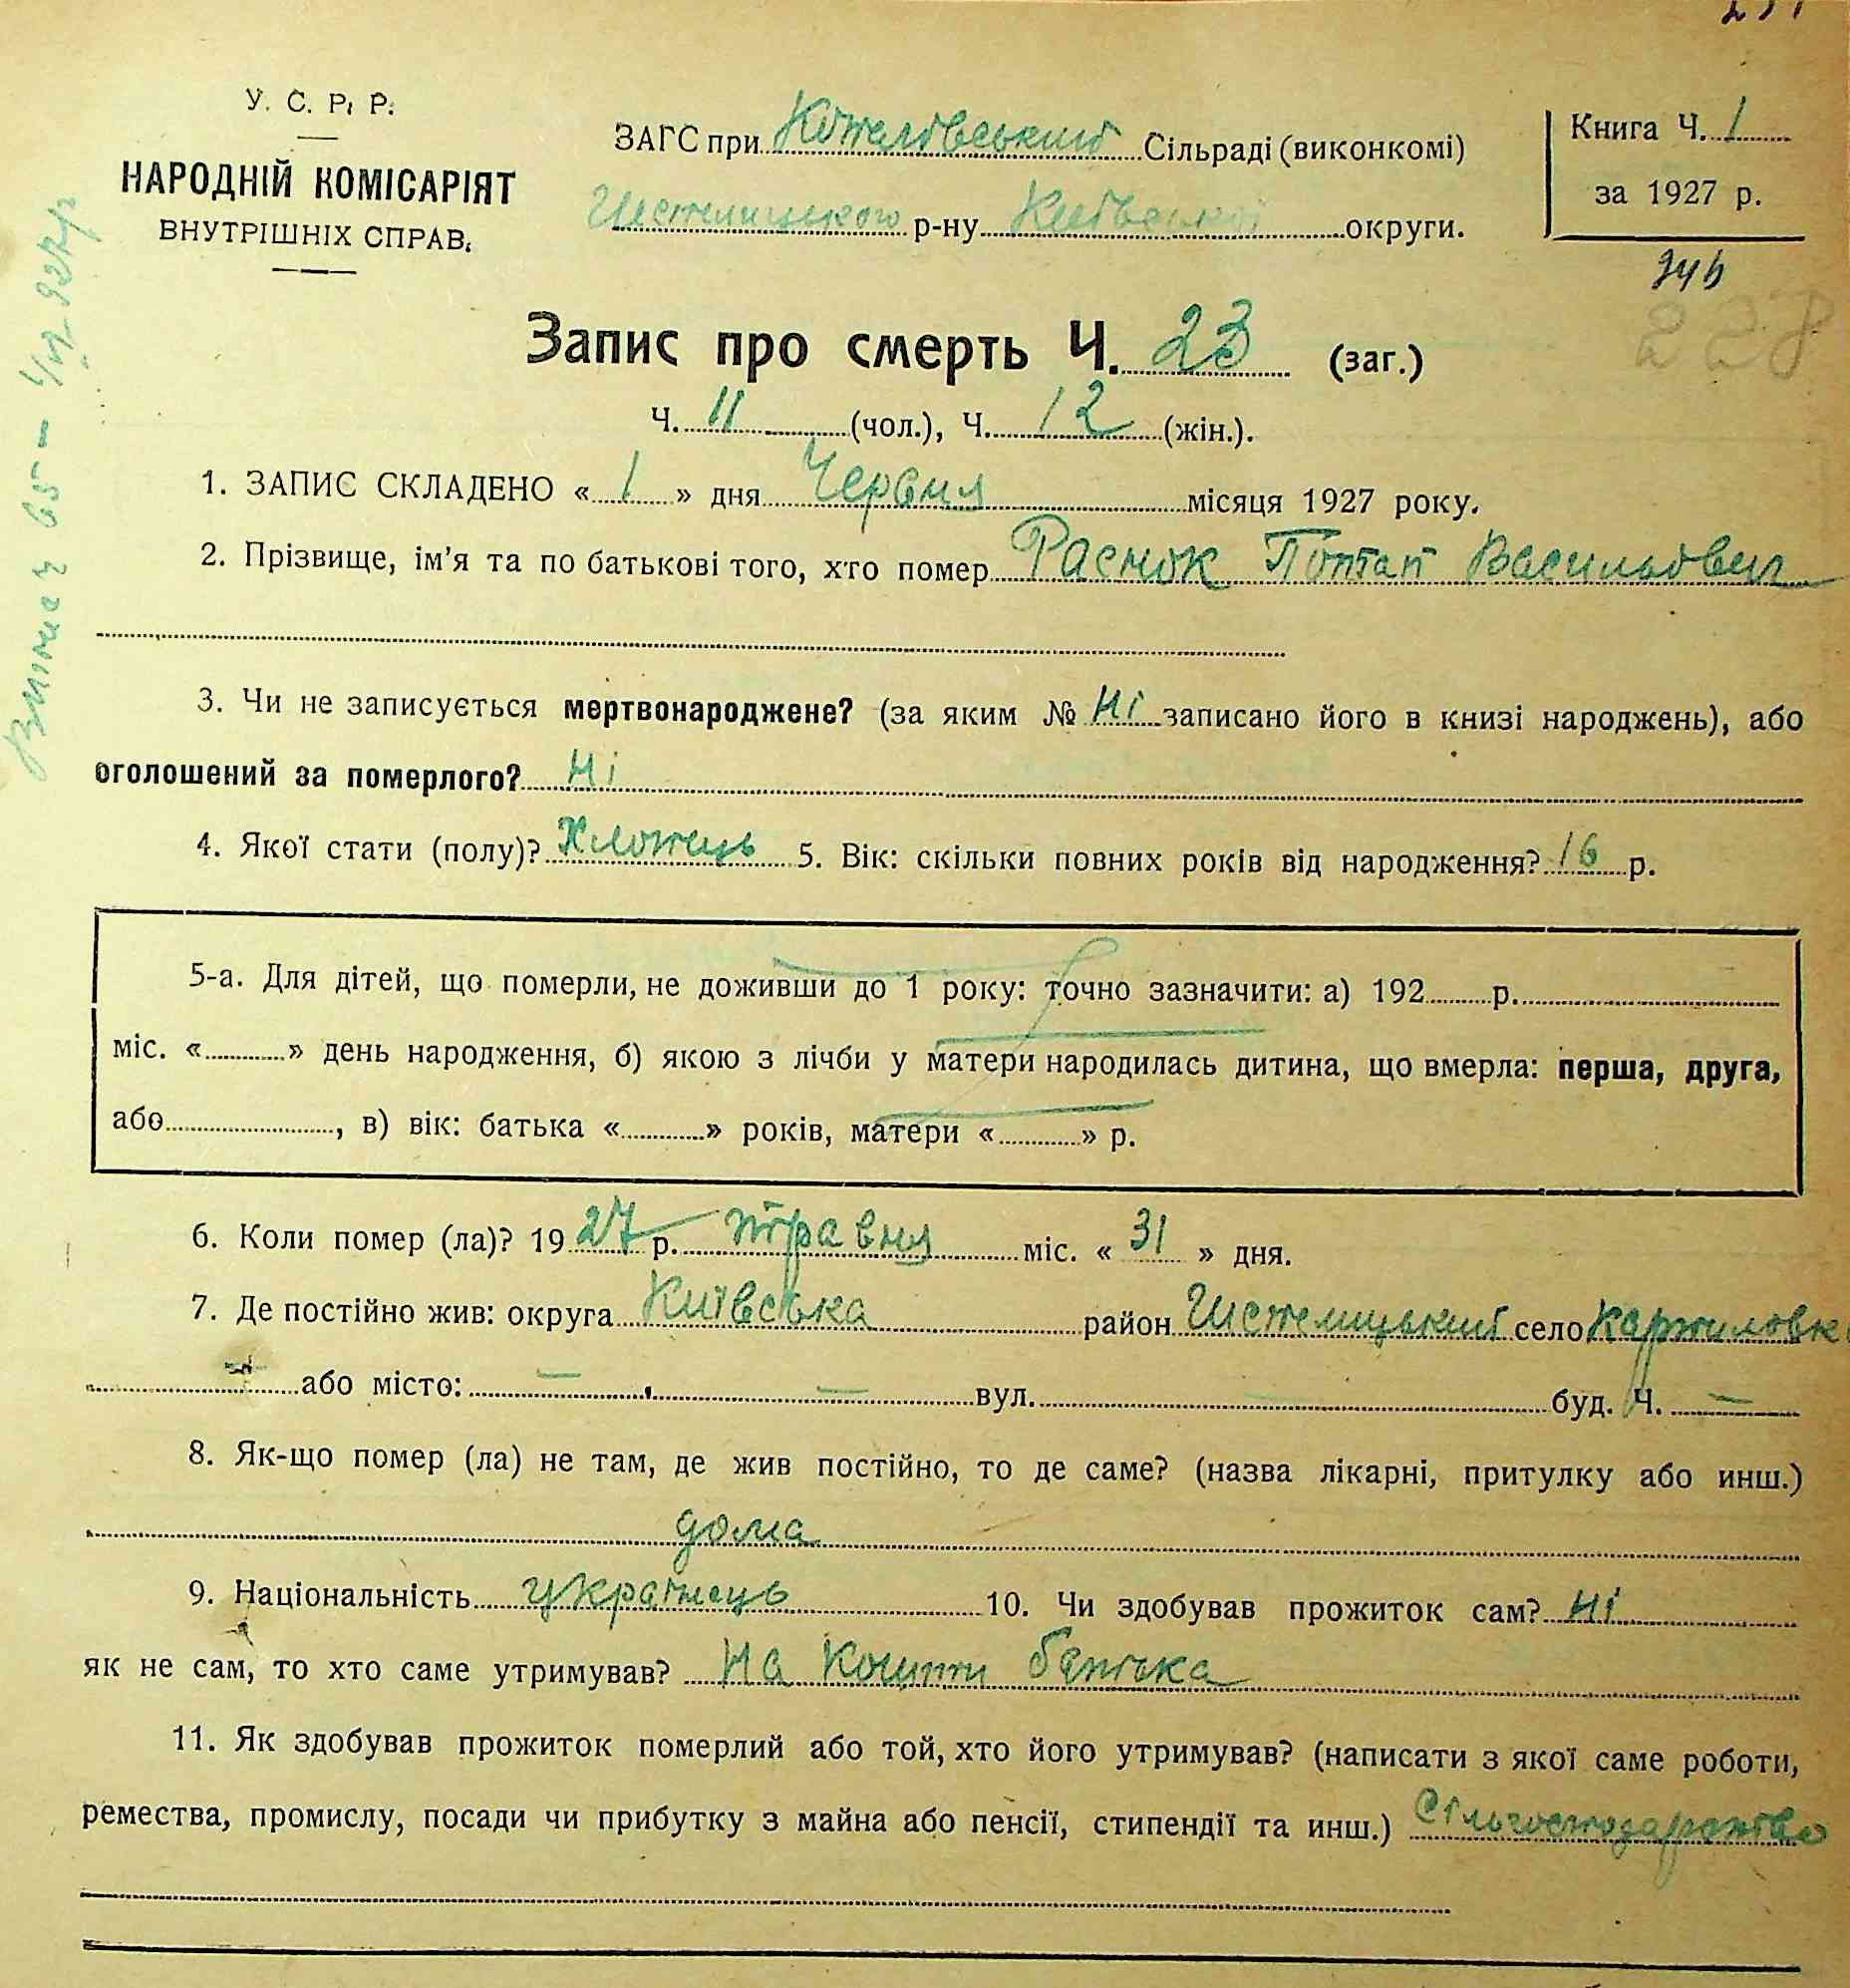 У. С. Р. Р.
НАРОДНІЙ КОМІСАРІЯТ
ВНУТРІШНІХ СПРАВ.
ЗАГС при Сільраді (виконкомі)
р-ну Київської округи.
Книга Ч. 1
за 1927 р.
Запис про смерть Ч. 23 (заг.)
Ч. 11 (чол.), Ч. 12 (жін.).
1. ЗАПИС СКЛАДЕНО « 1 » дня Червня місяця 1927 року.
2. Прізвище, ім'я та по батькові того, хто помер Раснюк Потап Васильович
3. Чи не записується мертвонароджене? (за яким № Ні записано його в книзі народжень), або
оголошений за померлого? Ні
4. Якої стати (полу)? Хлопець 5. Вік: скільки повних років від народження? 16 р.
5-а. Для дітей, що померли, не доживши до 1 року: точно зазначити: а) 192 р.
міс. « » день народження, б) якою з лічби у матери народилась дитина, що вмерла: перша, друга,
або , в) вік: батька « » років, матери « » р.
6. Коли помер (ла)? 19 27 р. травня міс. « 31 » дня.
7. Де постійно жив: округа Київська район село Карпиловк
або місто: — — вул. — буд. Ч. —
8. Як-що помер (ла) не там, де жив постійно, то де саме? (назва лікарні, притулку або инш.)
дома
9. Національність українець 10. Чи здобував прожиток сам? Ні
як не сам, то хто саме утримував? На кошти батька
11. Як здобував прожиток померлий або той, хто його утримував? (написати з якої саме роботи,
ремества, промислу, посади чи прибутку з майна або пенсії, стипендії та инш.)